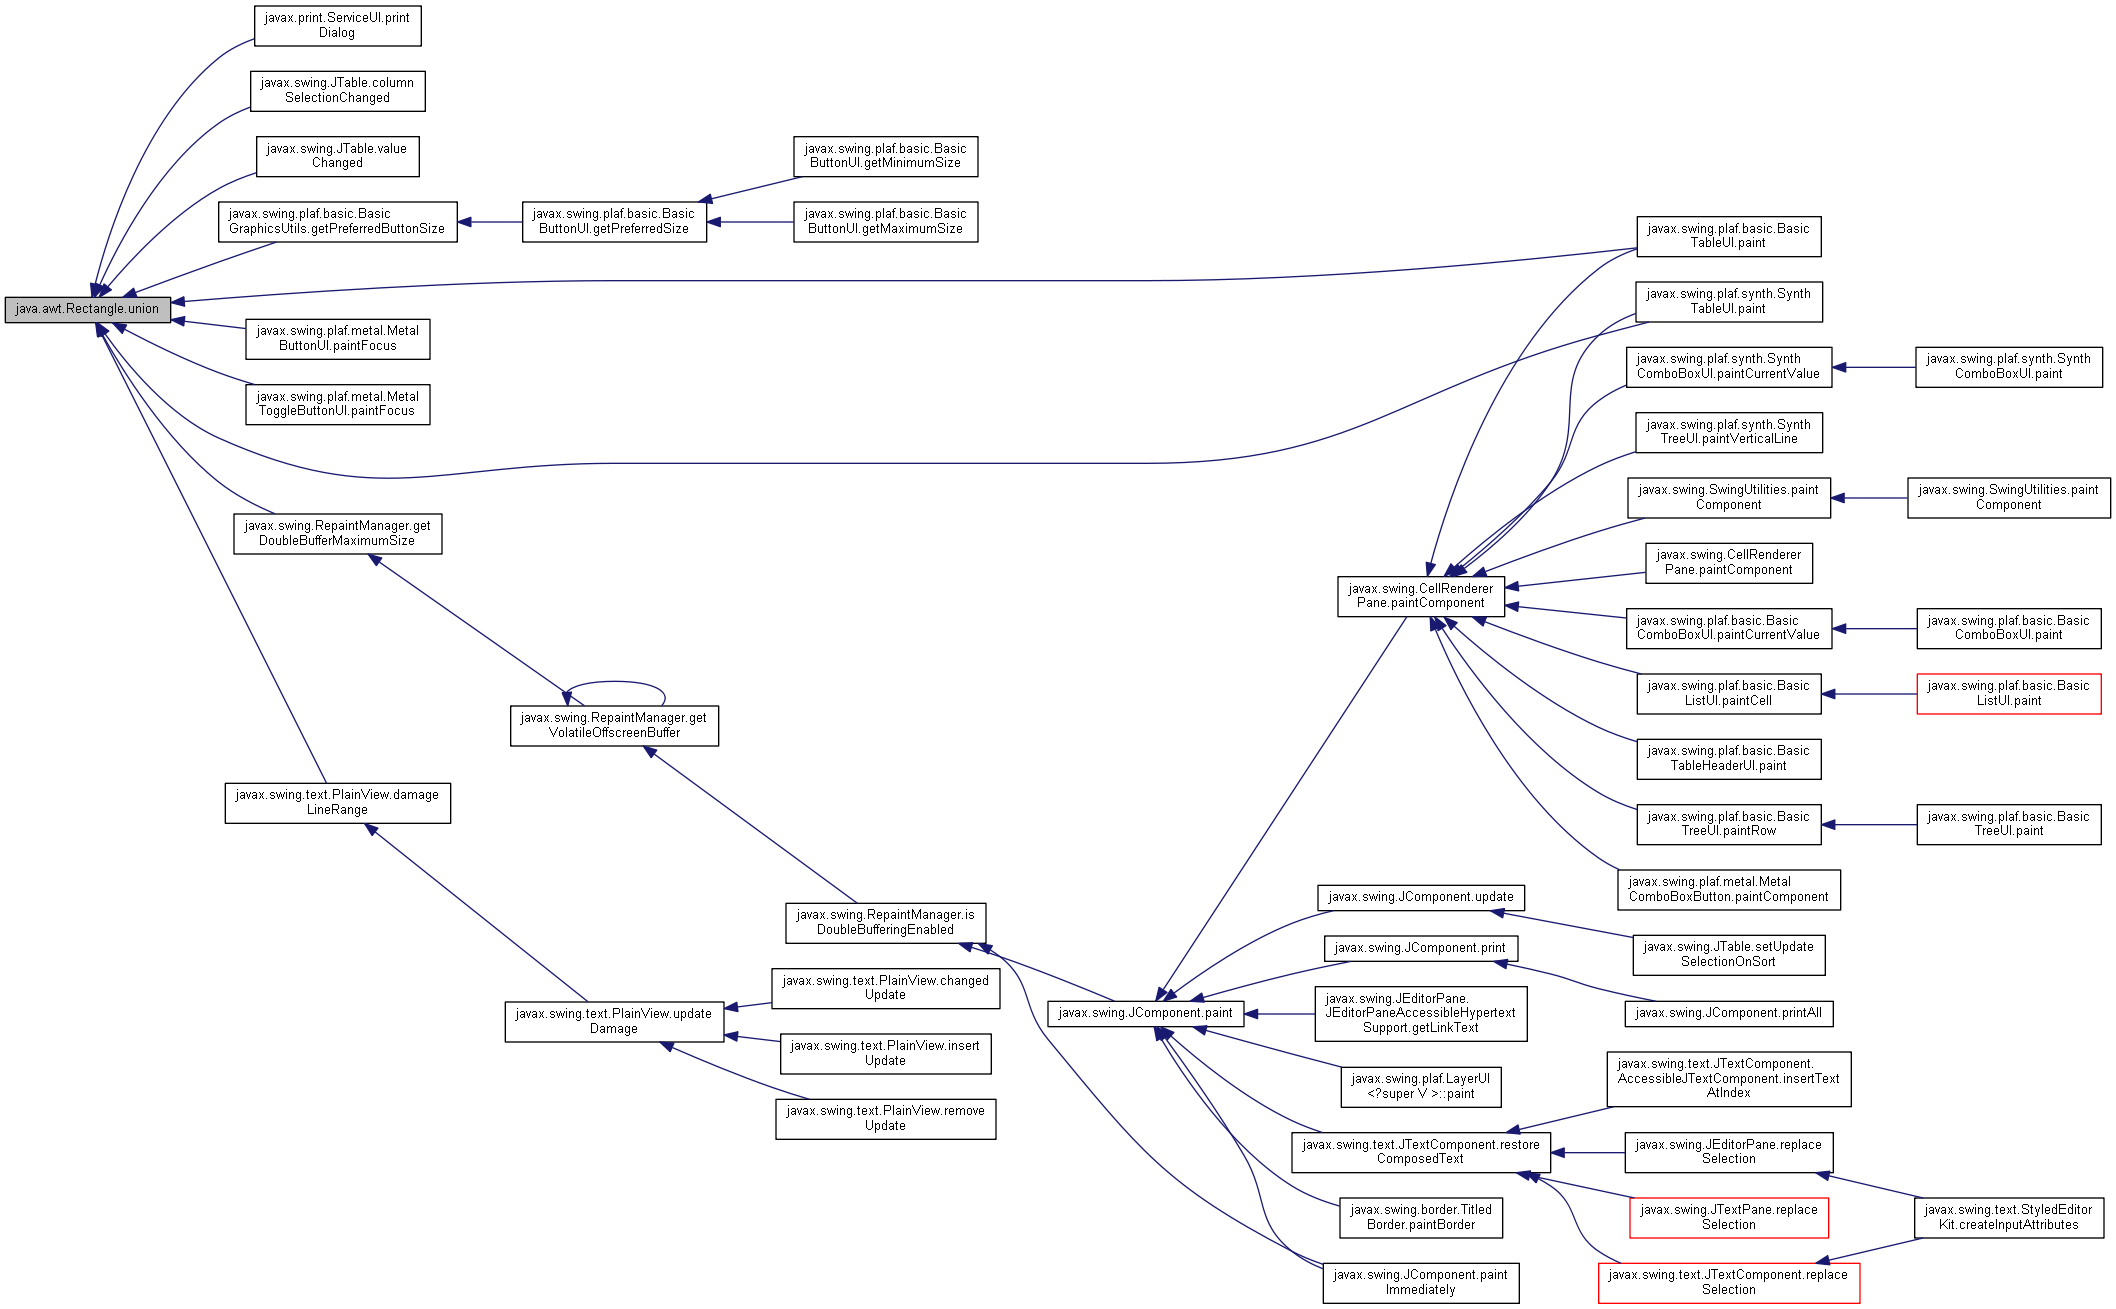 javax.print.ServiceUI.print
Dialog
javax.swing.JTable.column
SelectionChanged
javax.swing.JTable.value
Changed
javax.swing.plaf.basic.Basic
GraphicsUtils.getPreferredButtonSize
javax.swing.plaf.basic.Basic
ButtonUI.getPreferredSize
javax.swing.plaf.basic.Basic
ButtonUI.getMinimumSize
javax.swing.plaf.basic.Basic
ButtonUI.getMaximumSize
java.awt.Rectangle.union
javax.swing.plaf.metal.Metal
ButtonUI.paintFocus
javax.swing.plaf.metal.Metal
ToggleButtonUI.paintFocus
javax.swing.RepaintManager.get
DoubleBufferMaximumSize
javax.swing.RepaintManager.get
VolatileOffscreenBuffer
javax.swing.text.PlainView.damage
LineRange
javax.swing.RepaintManager.is
DoubleBufferingEnabled
javax.swing.text.PlainView.update
Damage
javax.swing.text.PlainView.changed
Update
javax.swing.text.PlainView.insert
Update
javax.swing.text.PlainView.remove
Update
javax.swing.JComponent.paint
javax.swing.CellRenderer
Pane.paintComponent
javax.swing.JComponent.update
javax.swing.JComponent.print
javax.swing.JEditorPane.
JEditorPaneAccessibleHypertext
Support.getLinkText
javax.swing.plaf.LayerUI
<?super V >::paint
javax.swing.text.JTextComponent.restore
ComposedText
javax.swing.border.Titled
Border.paintBorder
javax.swing.JComponent.paint
Immediately
javax.swing.plaf.basic.Basic
TableUI.paint
javax.swing.plaf.synth.Synth
TableUI.paint
javax.swing.plaf.synth.Synth
ComboBoxUI.paintCurrentValue
javax.swing.plaf.synth.Synth
ComboBoxUI.paint
javax.swing.plaf.synth.Synth
TreeUI.paintVerticalLine
javax.swing.SwingUtilities.paint
Component
javax.swing.SwingUtilities.paint
Component
javax.swing.CellRenderer
Pane.paintComponent
javax.swing.plaf.basic.Basic
ComboBoxUI.paintCurrentValue
javax.swing.plaf.basic.Basic
ComboBoxUI.paint
javax.swing.plaf.basic.Basic
ListUI.paintCell
javax.swing.plaf.basic.Basic
ListUI.paint
javax.swing.plaf.basic.Basic
TableHeaderUI.paint
javax.swing.plaf.basic.Basic
TreeUI.paintRow
javax.swing.plaf.basic.Basic
TreeUI.paint
javax.swing.plaf.metal.Metal
ComboBoxButton.paintComponent
javax.swing.JTable.setUpdate
SelectionOnSort
javax.swing.JComponent.printAll
javax.swing.text.JTextComponent.
AccessibleJTextComponent.insertText
AtIndex
javax.swing.JEditorPane.replace
Selection
javax.swing.JTextPane.replace
Selection
javax.swing.text.StyledEditor
Kit.createInputAttributes
javax.swing.text.JTextComponent.replace
Selection